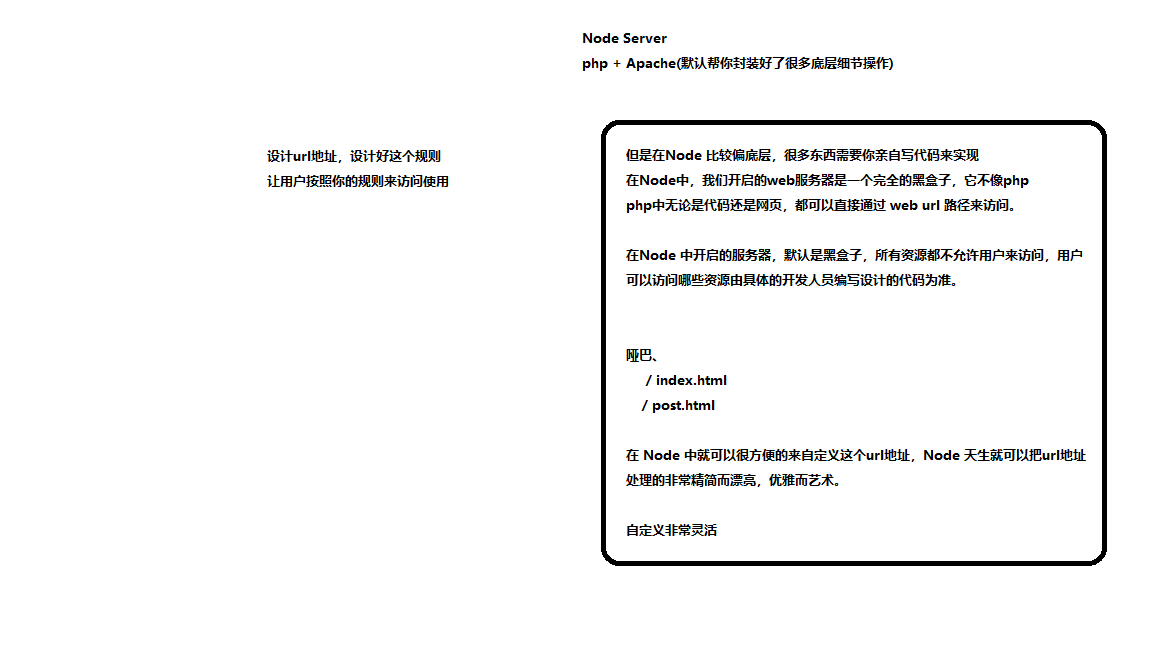 Node Server
php + Apache(默认帮你封装好了很多底层细节操作)
设计url地址，设计好这个规则
让用户按照你的规则来访问使用
但是在Node 比较偏底层，很多东西需要你亲自写代码来实现
在Node中，我们开启的web服务器是一个完全的黑盒子，它不像php
php中无论是代码还是网页，都可以直接通过 web url 路径来访问。
在Node 中开启的服务器，默认是黑盒子，所有资源都不允许用户来访问，用户
可以访问哪些资源由具体的开发人员编写设计的代码为准。
哑巴、
/ index.html
/ post.html
在 Node 中就可以很方便的来自定义这个url地址，Node 天生就可以把url地址
处理的非常精简而漂亮，优雅而艺术。
自定义非常灵活